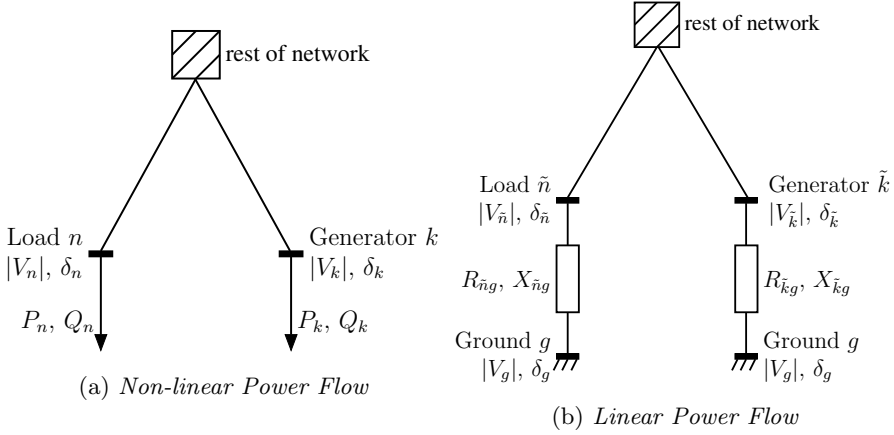 rest of network
Load n
|V_n|, δ_n
Generator k
|V_k|, δ_k
P_n, Q_n
P_k, Q_k
(a) Non-linear Power Flow
rest of network
Load ñ
|V_ñ|, δ_ñ
Generator k̃
|V_k̃|, δ_k̃
R_ñg, X_ñg
R_k̃g, X_k̃g
Ground g
|V_g|, δ_g
Ground g
|V_g|, δ_g
(b) Linear Power Flow